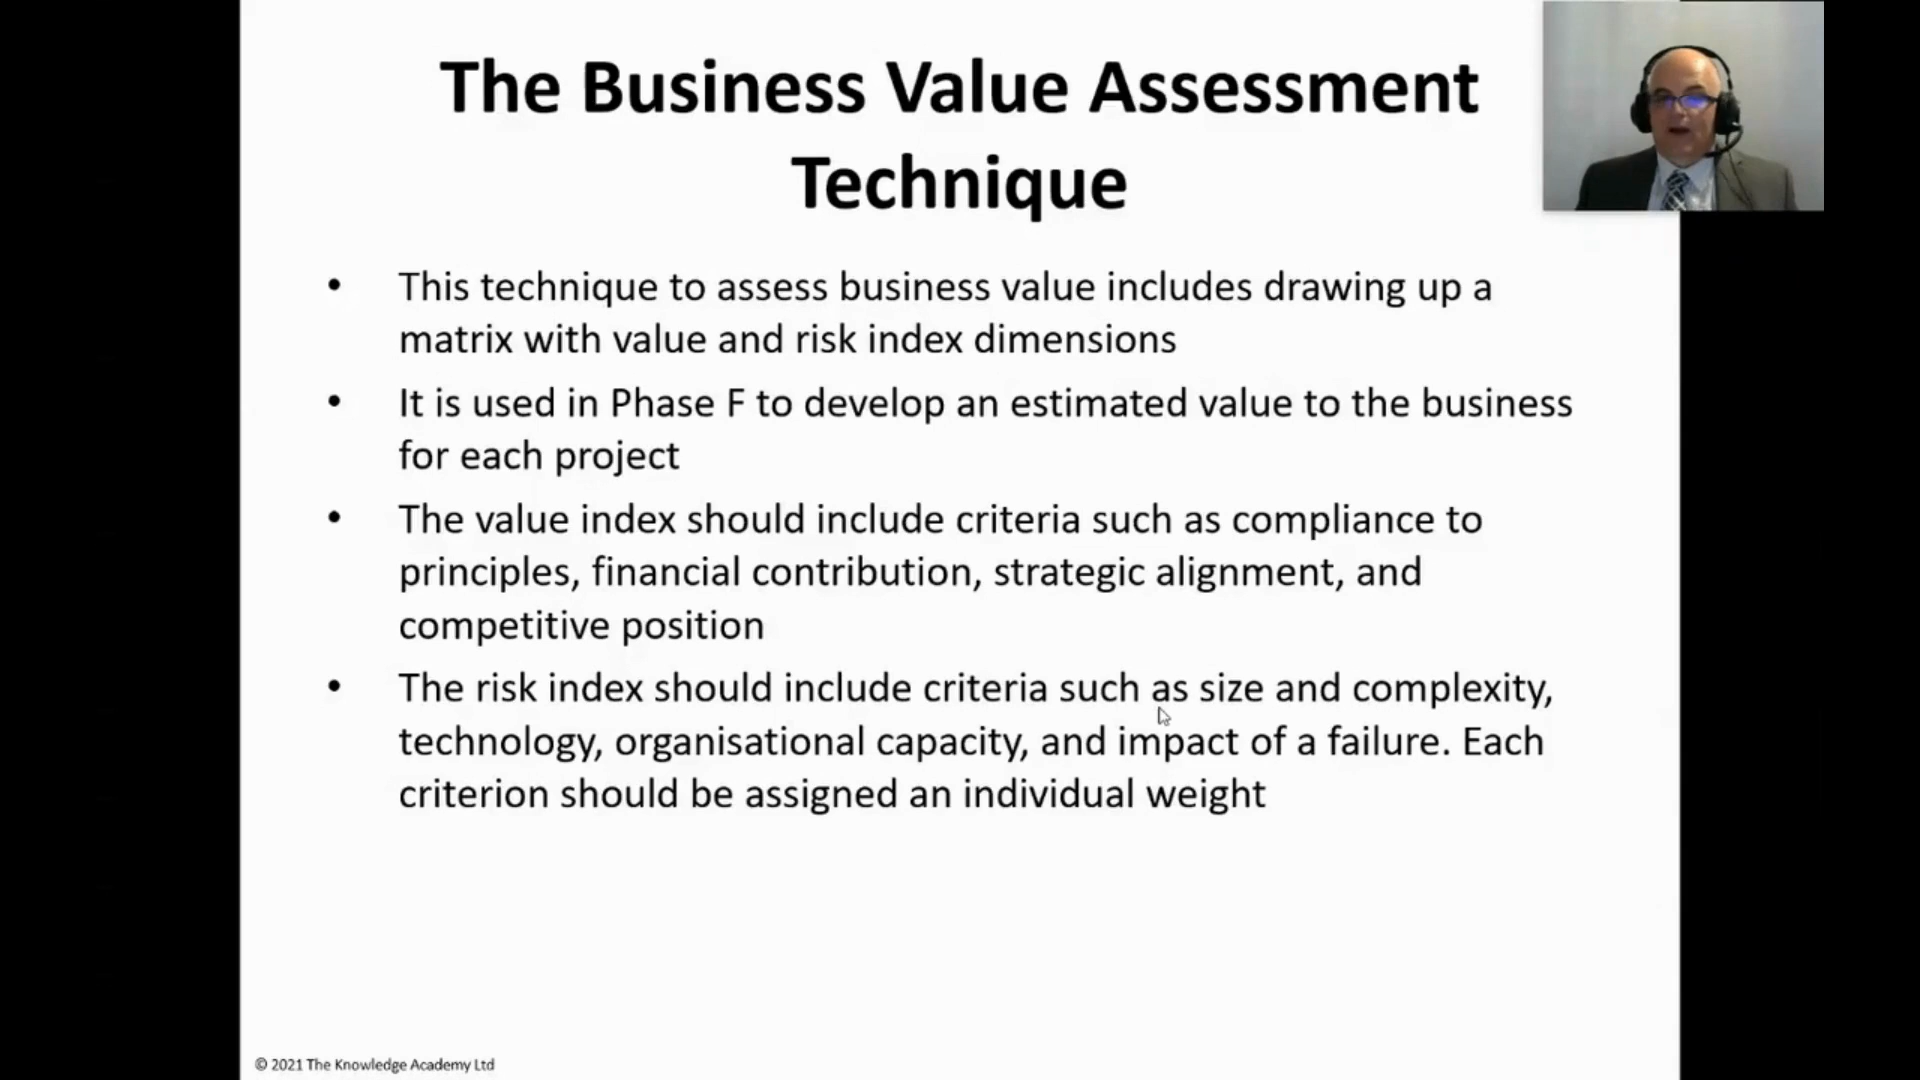 The Business Value Assessment
Technique
• This technique to assess business value includes drawing up a
matrix with value and risk index dimensions
• It is used in Phase F to develop an estimated value to the business
for each project
• The value index should include criteria such as compliance to
principles, financial contribution, strategic alignment, and
competitive position
• The risk index should include criteria such as size and complexity,
technology, organisational capacity, and impact of a failure. Each
criterion should be assigned an individual weight
© 2021 The Knowledge Academy Ltd